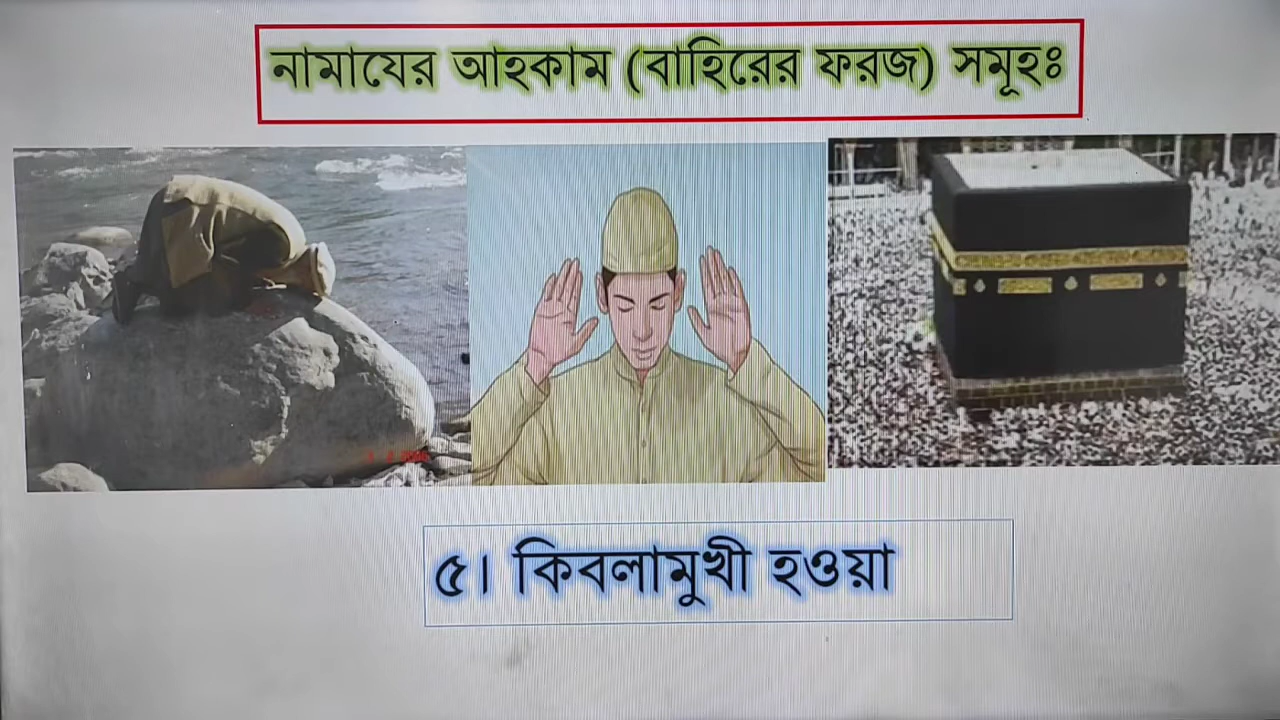 নামাযের আহকাম (বাহিরের ফরজ) সমূহঃ
৫। কিবলামুখী হওয়া